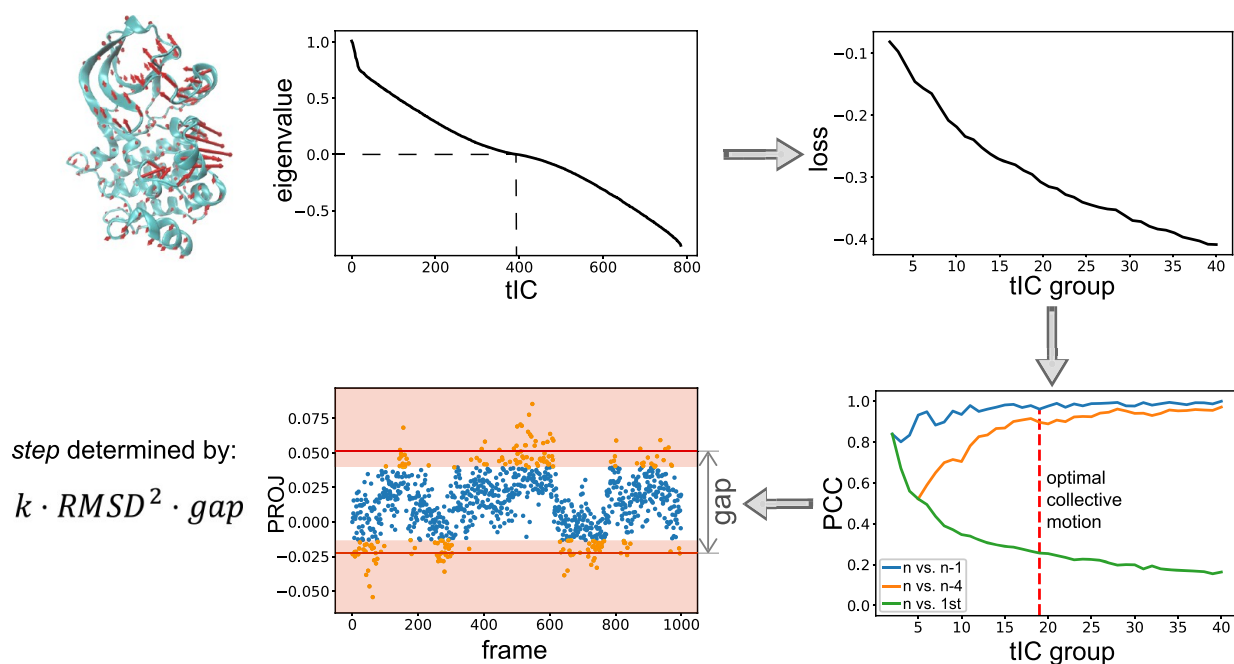 1.0
0.5
0.0
−0.5
eigenvalue
0
200
400
600
800
tIC
−0.1
−0.2
−0.3
−0.4
loss
5
10
15
20
25
30
35
40
tIC group
step determined by:
k · RMSD² · gap
0.075
0.050
0.025
0.000
−0.025
−0.050
PROJ
0
200
400
600
800
1000
frame
gap
1.0
0.8
0.6
0.4
0.2
0.0
PCC
optimal
collective
motion
n vs. n-1
n vs. n-4
n vs. 1st
5
10
15
20
25
30
35
40
tIC group